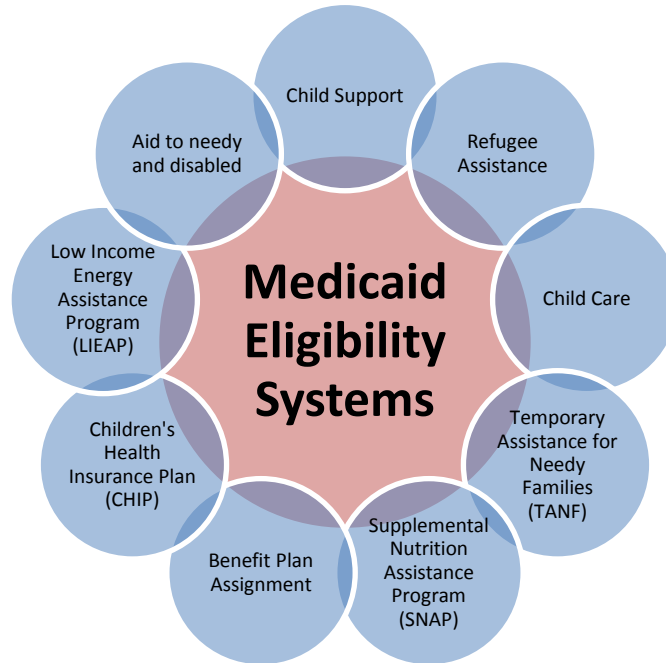 Child Support
Refugee
Assistance
Child Care
Temporary
Assistance for
Needy
Families
(TANF)
Supplemental
Nutrition
Assistance
Program
(SNAP)
Benefit Plan
Assignment
Children's
Health
Insurance Plan
(CHIP)
Low Income
Energy
Assistance
Program
(LIEAP)
Aid to needy
and disabled
Medicaid
Eligibility
Systems